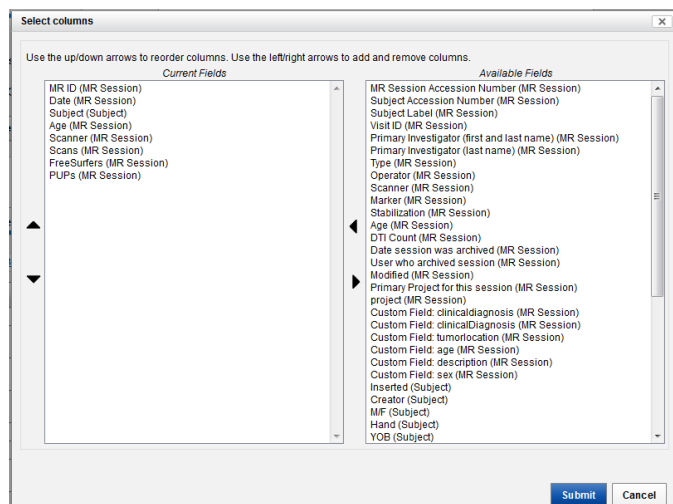 Select columns
Use the up/down arrows to reorder columns. Use the left/right arrows to add and remove columns.
Current Fields
MR ID (MR Session)
Date (MR Session)
Subject (Subject)
Age (MR Session)
Scanner (MR Session)
Scans (MR Session)
FreeSurfers (MR Session)
PUPs (MR Session)
Available Fields
MR Session Accession Number (MR Session)
Subject Accession Number (MR Session)
Subject Label (MR Session)
Visit ID (MR Session)
Primary Investigator (first and last name) (MR Session)
Primary Investigator (last name) (MR Session)
Type (MR Session)
Operator (MR Session)
Scanner (MR Session)
Marker (MR Session)
Stabilization (MR Session)
Age (MR Session)
DTI Count (MR Session)
Date session was archived (MR Session)
User who archived session (MR Session)
Modified (MR Session)
Primary Project for this session (MR Session)
project (MR Session)
Custom Field: clinicaldiagnosis (MR Session)
Custom Field: clinicalDiagnosis (MR Session)
Custom Field: tumorlocation (MR Session)
Custom Field: age (MR Session)
Custom Field: description (MR Session)
Custom Field: sex (MR Session)
Inserted (Subject)
Creator (Subject)
M/F (Subject)
Hand (Subject)
YOB (Subject)
Submit
Cancel